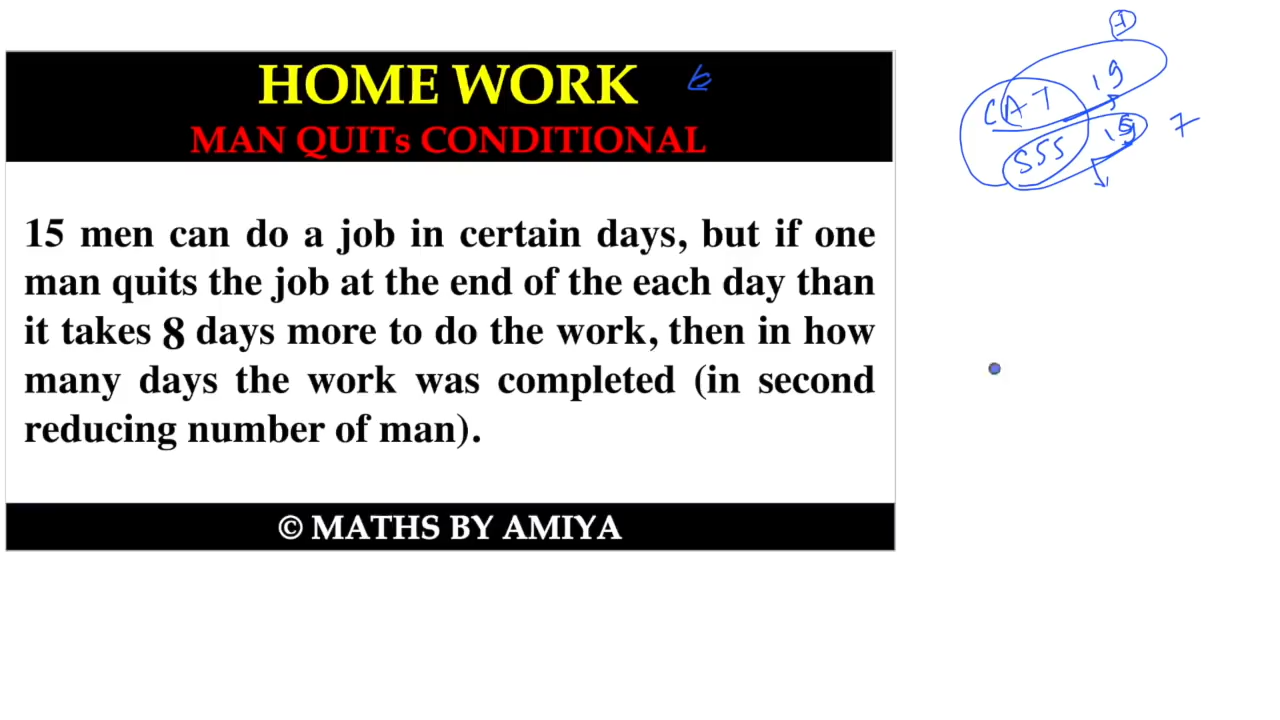 HOME WORK
MAN QUITs CONDITIONAL
15 men can do a job in certain days, but if one
man quits the job at the end of the each day than
it takes 8 days more to do the work, then in how
many days the work was completed (in second
reducing number of man).
© MATHS BY AMIYA
CAT 19
SSS
7